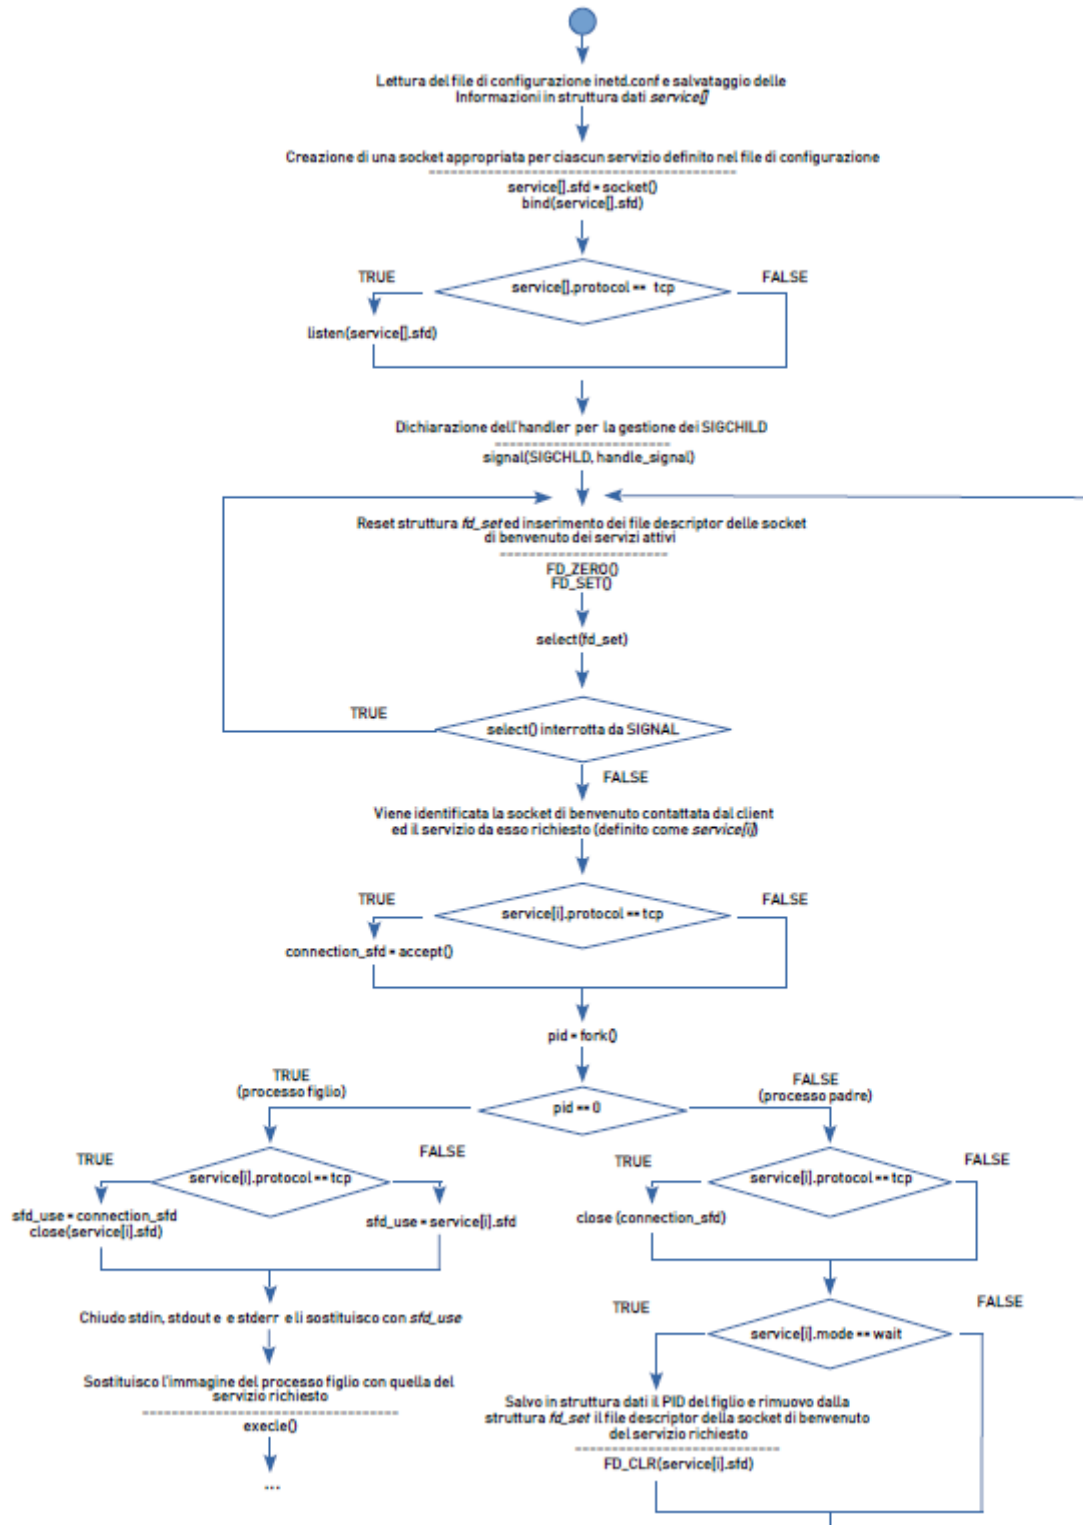 Lettura del file di configurazione inetd.conf e salvataggio delle
Informazioni in struttura dati service[]
Creazione di una socket appropriata per ciascun servizio definito nel file di configurazione
----------------------------------------
service[].sfd = socket()
bind(service[].sfd)
TRUE
FALSE
service[].protocol == tcp
listen(service[].sfd)
Dichiarazione dell'handler per la gestione dei SIGCHILD
-----------------------
signal(SIGCHLD, handle_signal)
Reset struttura fd_set ed inserimento dei file descriptor delle socket
di benvenuto dei servizi attivi
----------------------
FD_ZERO()
FD_SET()
select(fd_set)
TRUE
select() interrotta da SIGNAL
FALSE
Viene identificata la socket di benvenuto contattata dal client
ed il servizio da esso richiesto (definito come service[i])
TRUE
FALSE
service[i].protocol == tcp
connection_sfd = accept()
pid = fork()
TRUE
(processo figlio)
FALSE
(processo padre)
pid == 0
TRUE
FALSE
service[i].protocol == tcp
TRUE
FALSE
service[i].protocol == tcp
sfd_use = connection_sfd
close(service[i].sfd)
sfd_use = service[i].sfd
close (connection_sfd)
Chiudo stdin, stdout e e stderr e li sostituisco con sfd_use
TRUE
FALSE
service[i].mode == wait
Sostituisco l'immagine del processo figlio con quella del
servizio richiesto
----------------------------------
execle()
...
Salvo in struttura dati il PID del figlio e rimuovo dalla
struttura fd_set il file descriptor della socket di benvenuto
del servizio richiesto
---------------------------
FD_CLR(service[i].sfd)